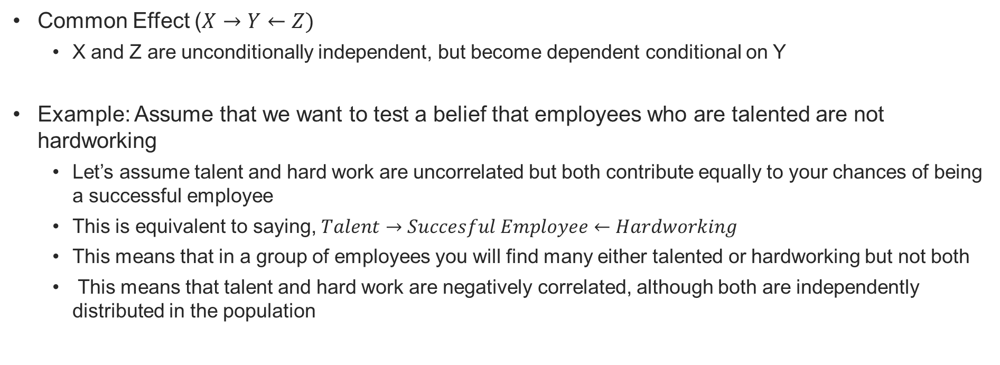 • Common Effect (X → Y ← Z)
• X and Z are unconditionally independent, but become dependent conditional on Y
• Example: Assume that we want to test a belief that employees who are talented are not
hardworking
• Let’s assume talent and hard work are uncorrelated but both contribute equally to your chances of being
a successful employee
• This is equivalent to saying, Talent → Succesful Employee ← Hardworking
• This means that in a group of employees you will find many either talented or hardworking but not both
• This means that talent and hard work are negatively correlated, although both are independently
distributed in the population